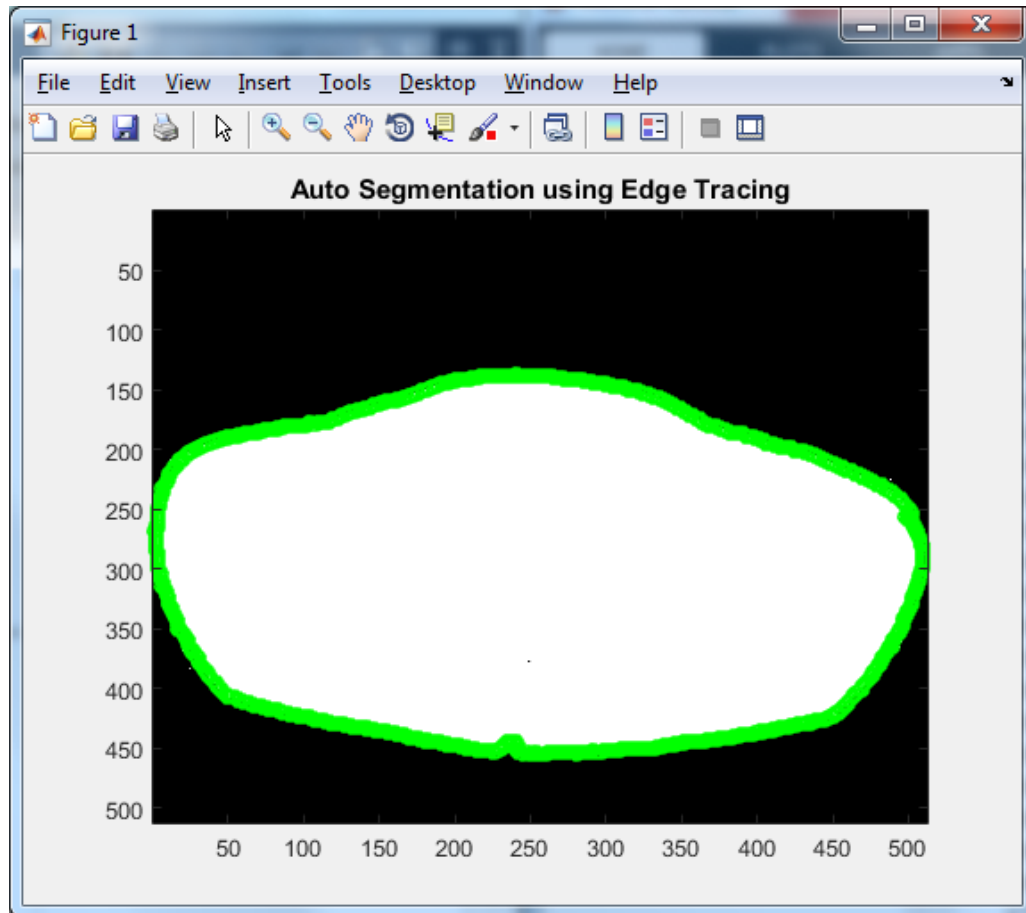 Figure 1
File Edit View Insert Tools Desktop Window Help
Auto Segmentation using Edge Tracing
50
100
150
200
250
300
350
400
450
500
50 100 150 200 250 300 350 400 450 500